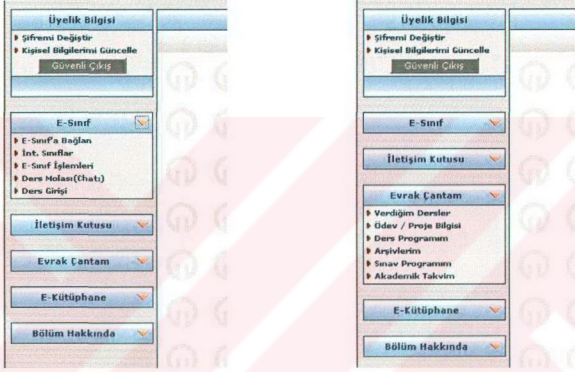 Üyelik Bilgisi
Şifremi Değiştir
Kişisel Bilgilerimi Güncelle
Güvenli Çıkış
E-Sınıf
E-Sınıf'a Bağlan
İnt. Sınıflar
E-Sınıf İşlemleri
Ders Molası(Chat:)
Ders Girişi
İletişim Kutusu
Evrak Çantam
E-Kütüphane
Bölüm Hakkında
Üyelik Bilgisi
Şifremi Değiştir
Kişisel Bilgilerimi Güncelle
Güvenli Çıkış
E-Sınıf
İletişim Kutusu
Evrak Çantam
Verdiğim Dersler
Ödev / Proje Bilgisi
Ders Programım
Arşivlerim
Sınav Programım
Akademik Takvim
E-Kütüphane
Bölüm Hakkında